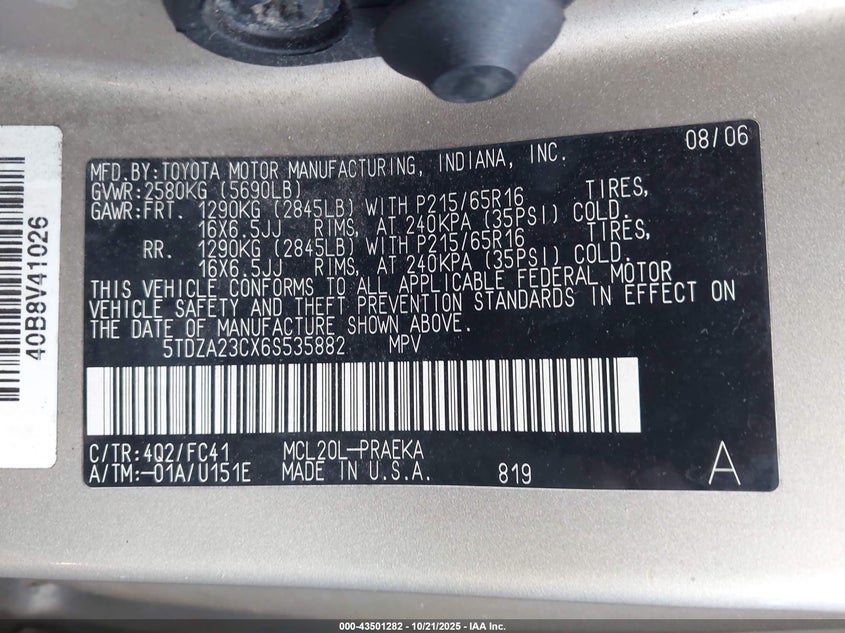 08/06
MFD.BY:TOYOTA MOTOR MANUFACTURING, INDIANA, INC.
GVWR:2580KG (5690LB)
GAWR:FRT. 1290KG (2845LB) WITH P215/65R16 TIRES,
16X6.5JJ RIMS, AT 240KPA (35PSI) COLD.
RR. 1290KG (2845LB) WITH P215/65R16 TIRES,
16X6.5JJ RIMS, AT 240KPA (35PSI) COLD.
THIS VEHICLE CONFORMS TO ALL APPLICABLE FEDERAL MOTOR
VEHICLE SAFETY AND THEFT PREVENTION STANDARDS IN EFFECT ON
THE DATE OF MANUFACTURE SHOWN ABOVE.
5TDZA23CX6S535882 MPV
C/TR:4Q2/FC41 MCL20L-PRAEKA
A/TM:-01A/U151E MADE IN U.S.A. 819 A
40B8V41026
000-43501282 - 10/21/2025 - IAA Inc.